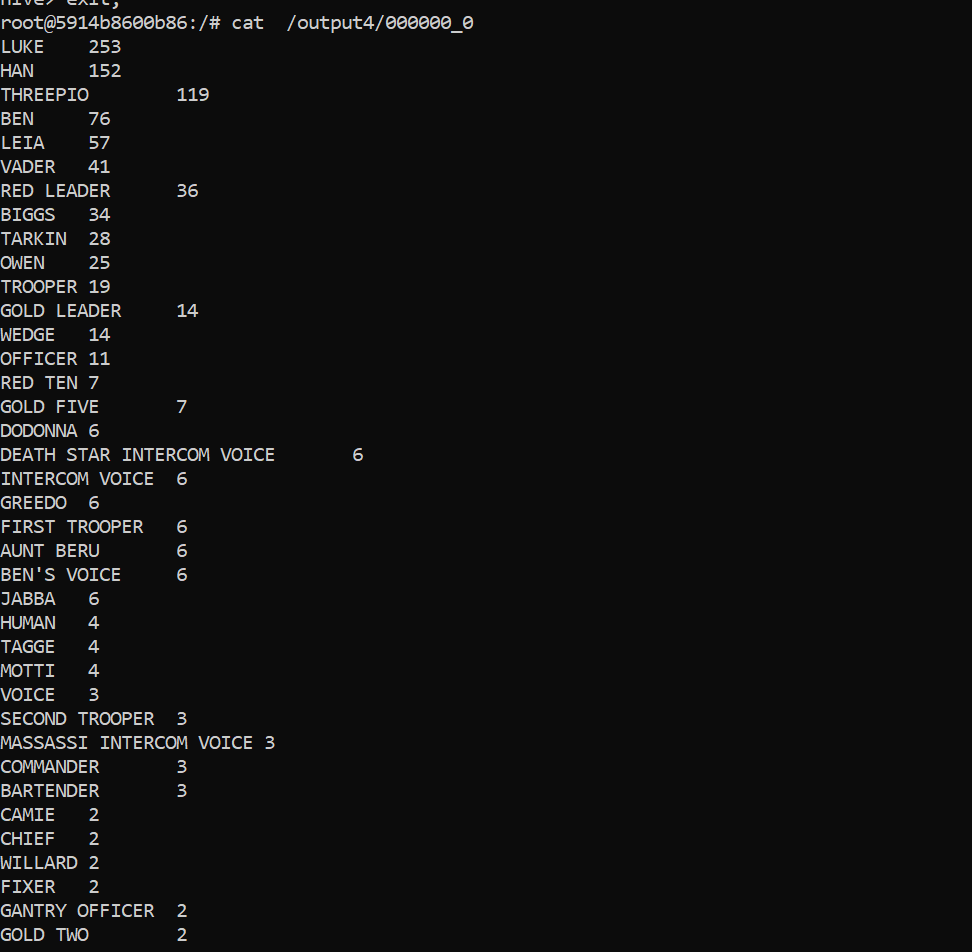 hive> exit;
root@5914b8600b86:/# cat  /output4/000000_0
LUKE	253
HAN	152
THREEPIO	119
BEN	76
LEIA	57
VADER	41
RED LEADER	36
BIGGS	34
TARKIN	28
OWEN	25
TROOPER	19
GOLD LEADER	14
WEDGE	14
OFFICER	11
RED TEN	7
GOLD FIVE	7
DODONNA	6
DEATH STAR INTERCOM VOICE	6
INTERCOM VOICE	6
GREEDO	6
FIRST TROOPER	6
AUNT BERU	6
BEN'S VOICE	6
JABBA	6
HUMAN	4
TAGGE	4
MOTTI	4
VOICE	3
SECOND TROOPER	3
MASSASSI INTERCOM VOICE	3
COMMANDER	3
BARTENDER	3
CAMIE	2
CHIEF	2
WILLARD	2
FIXER	2
GANTRY OFFICER	2
GOLD TWO	2